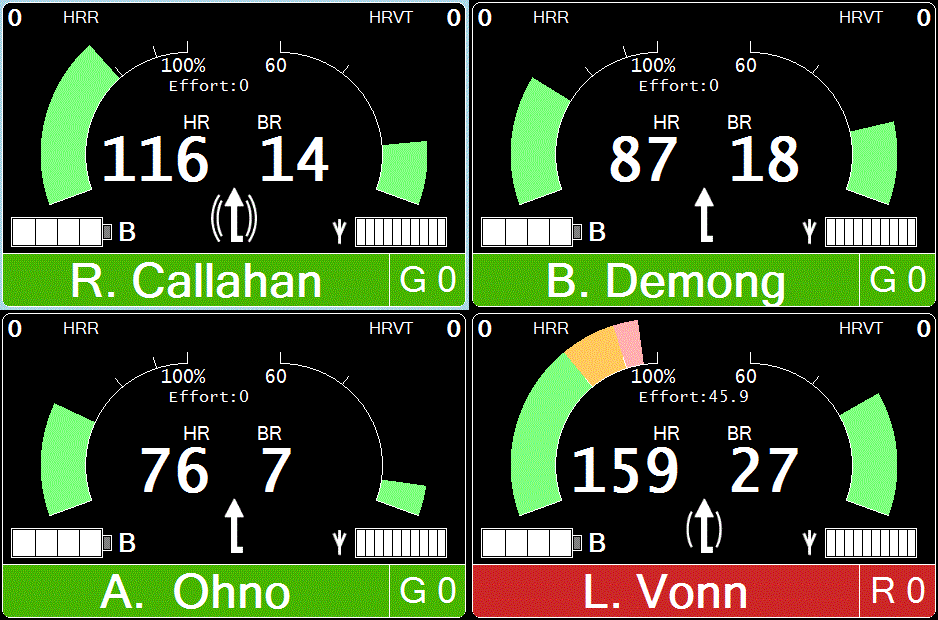 0 HRR HRVT 0
100% 60
Effort:0
HR BR
116 14
B
R. Callahan G 0
0 HRR HRVT 0
100% 60
Effort:0
HR BR
87 18
B
B. Demong G 0
0 HRR HRVT 0
100% 60
Effort:0
HR BR
76 7
B
A. Ohno G 0
0 HRR HRVT 0
100% 60
Effort:45.9
HR BR
159 27
B
L. Vonn R 0